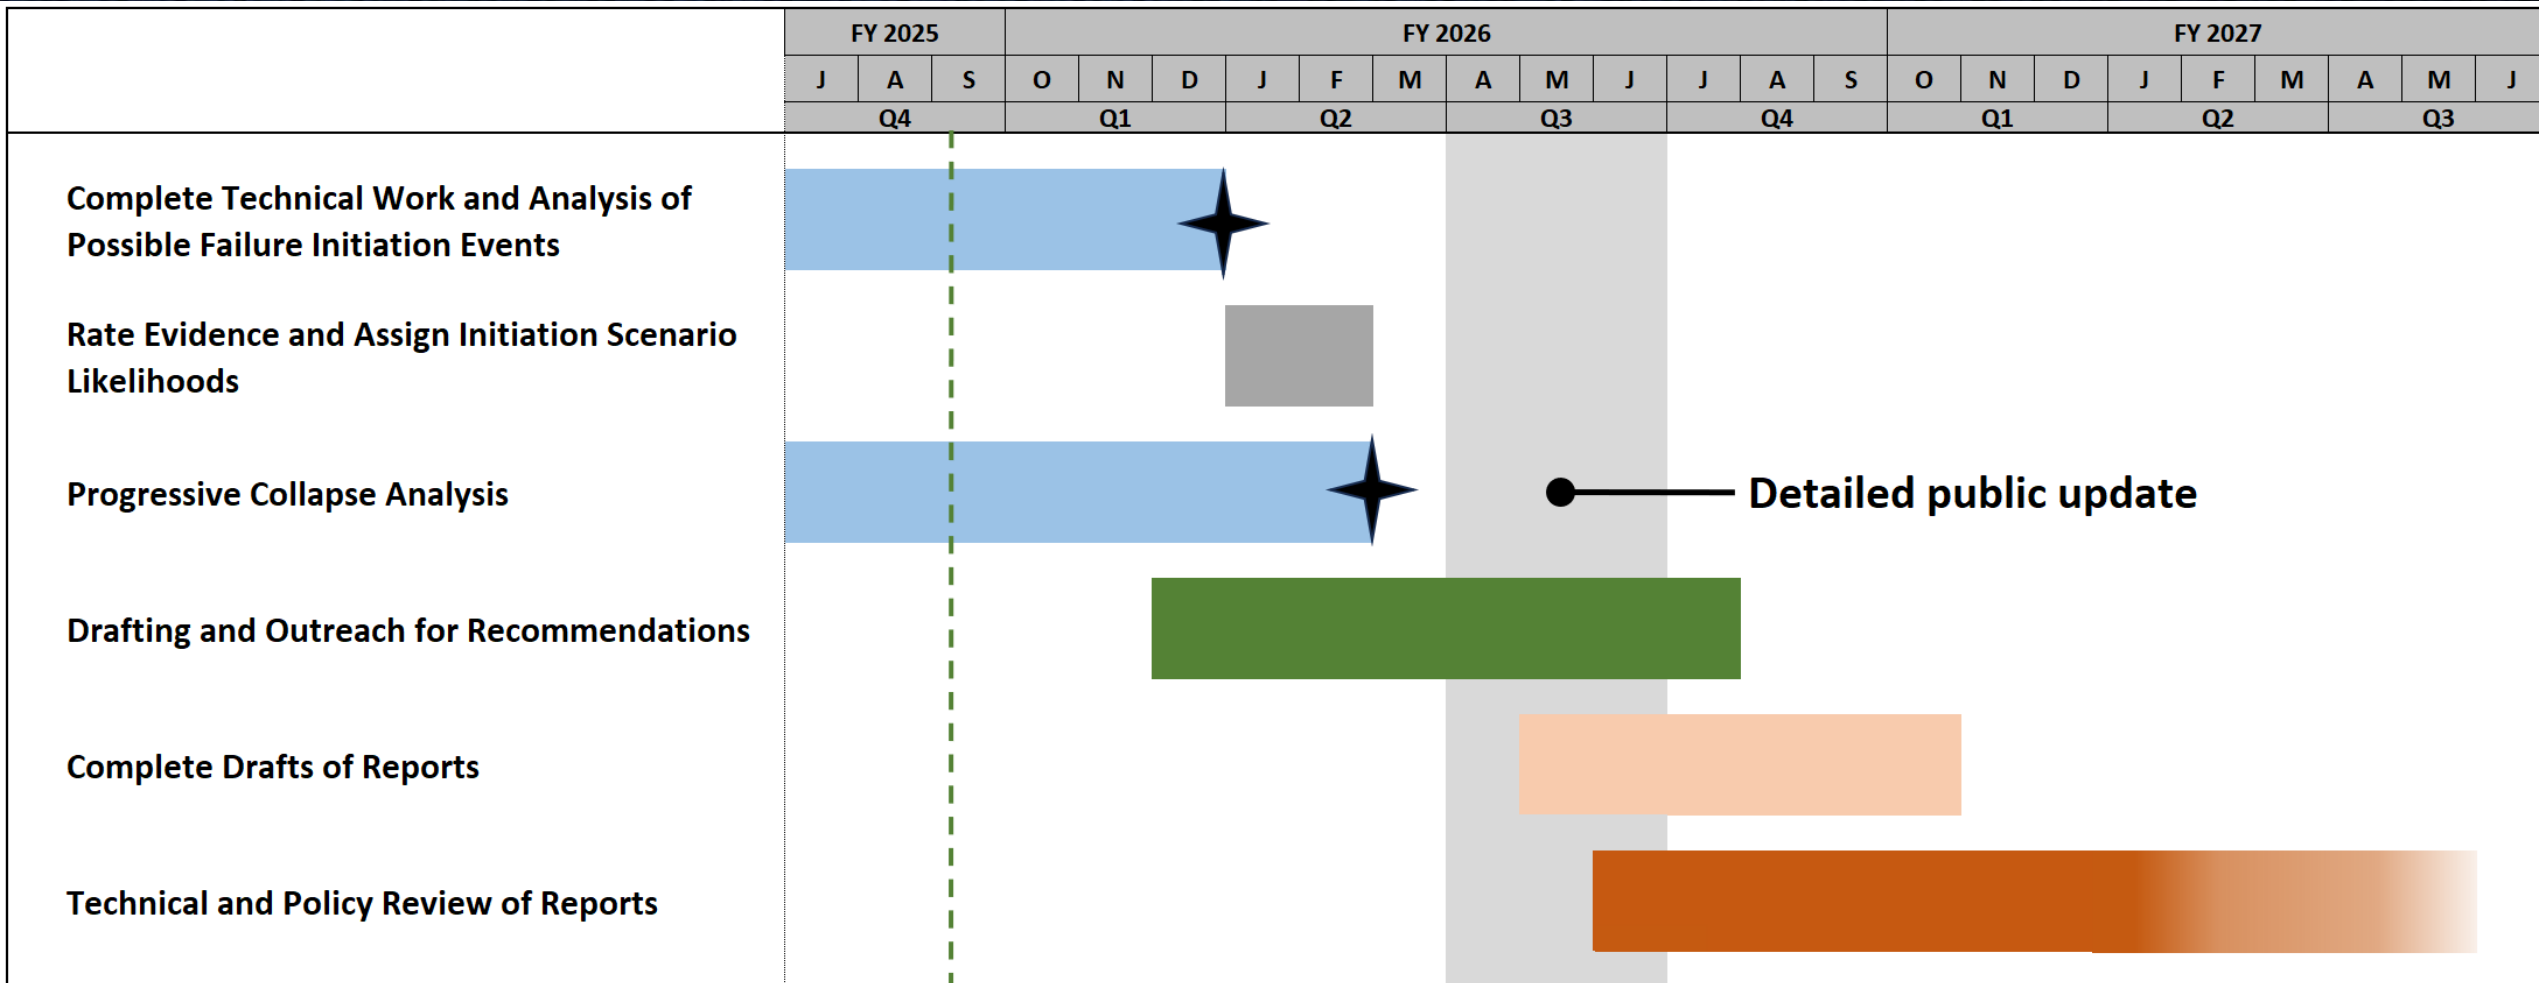 FY 2025 FY 2026 FY 2027
J A S O N D J F M A M J J A S O N D J F M A M J
Q4 Q1 Q2 Q3 Q4 Q1 Q2 Q3
Complete Technical Work and Analysis of
Possible Failure Initiation Events
Rate Evidence and Assign Initiation Scenario
Likelihoods
Progressive Collapse Analysis
Detailed public update
Drafting and Outreach for Recommendations
Complete Drafts of Reports
Technical and Policy Review of Reports